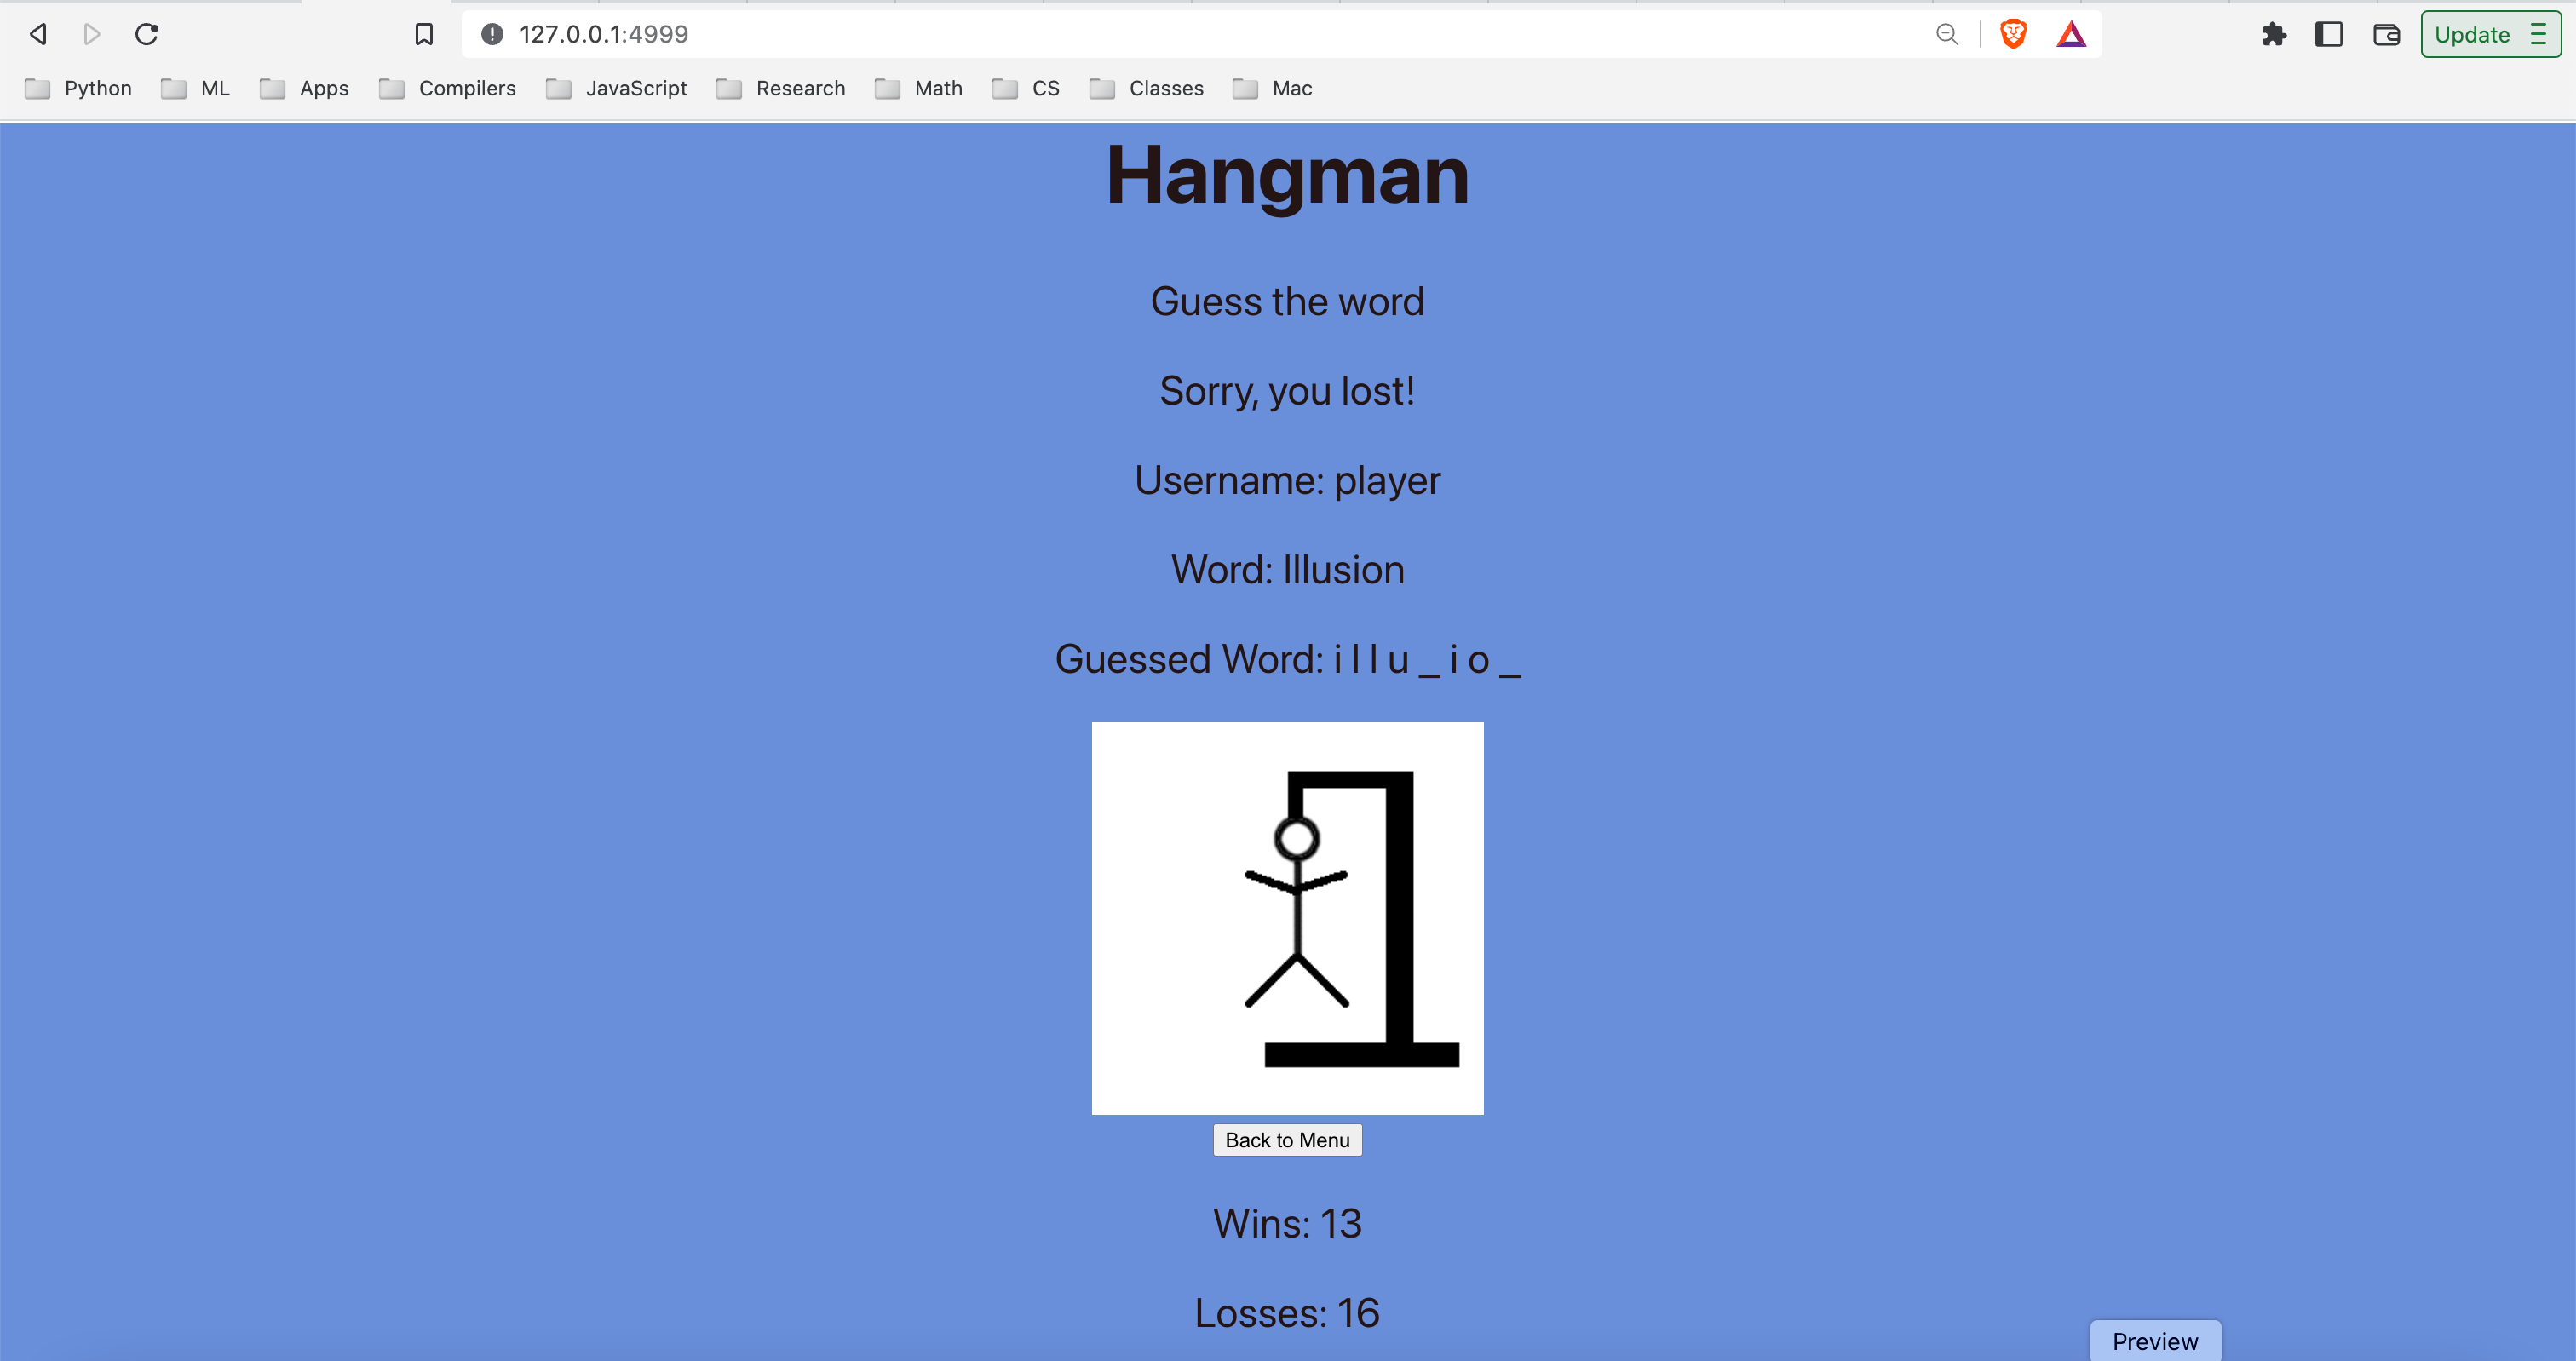 127.0.0.1:4999
Update
Python ML Apps Compilers JavaScript Research Math CS Classes Mac
Hangman
Guess the word
Sorry, you lost!
Username: player
Word: Illusion
Guessed Word: i l l u _ i o _
Back to Menu
Wins: 13
Losses: 16
Preview